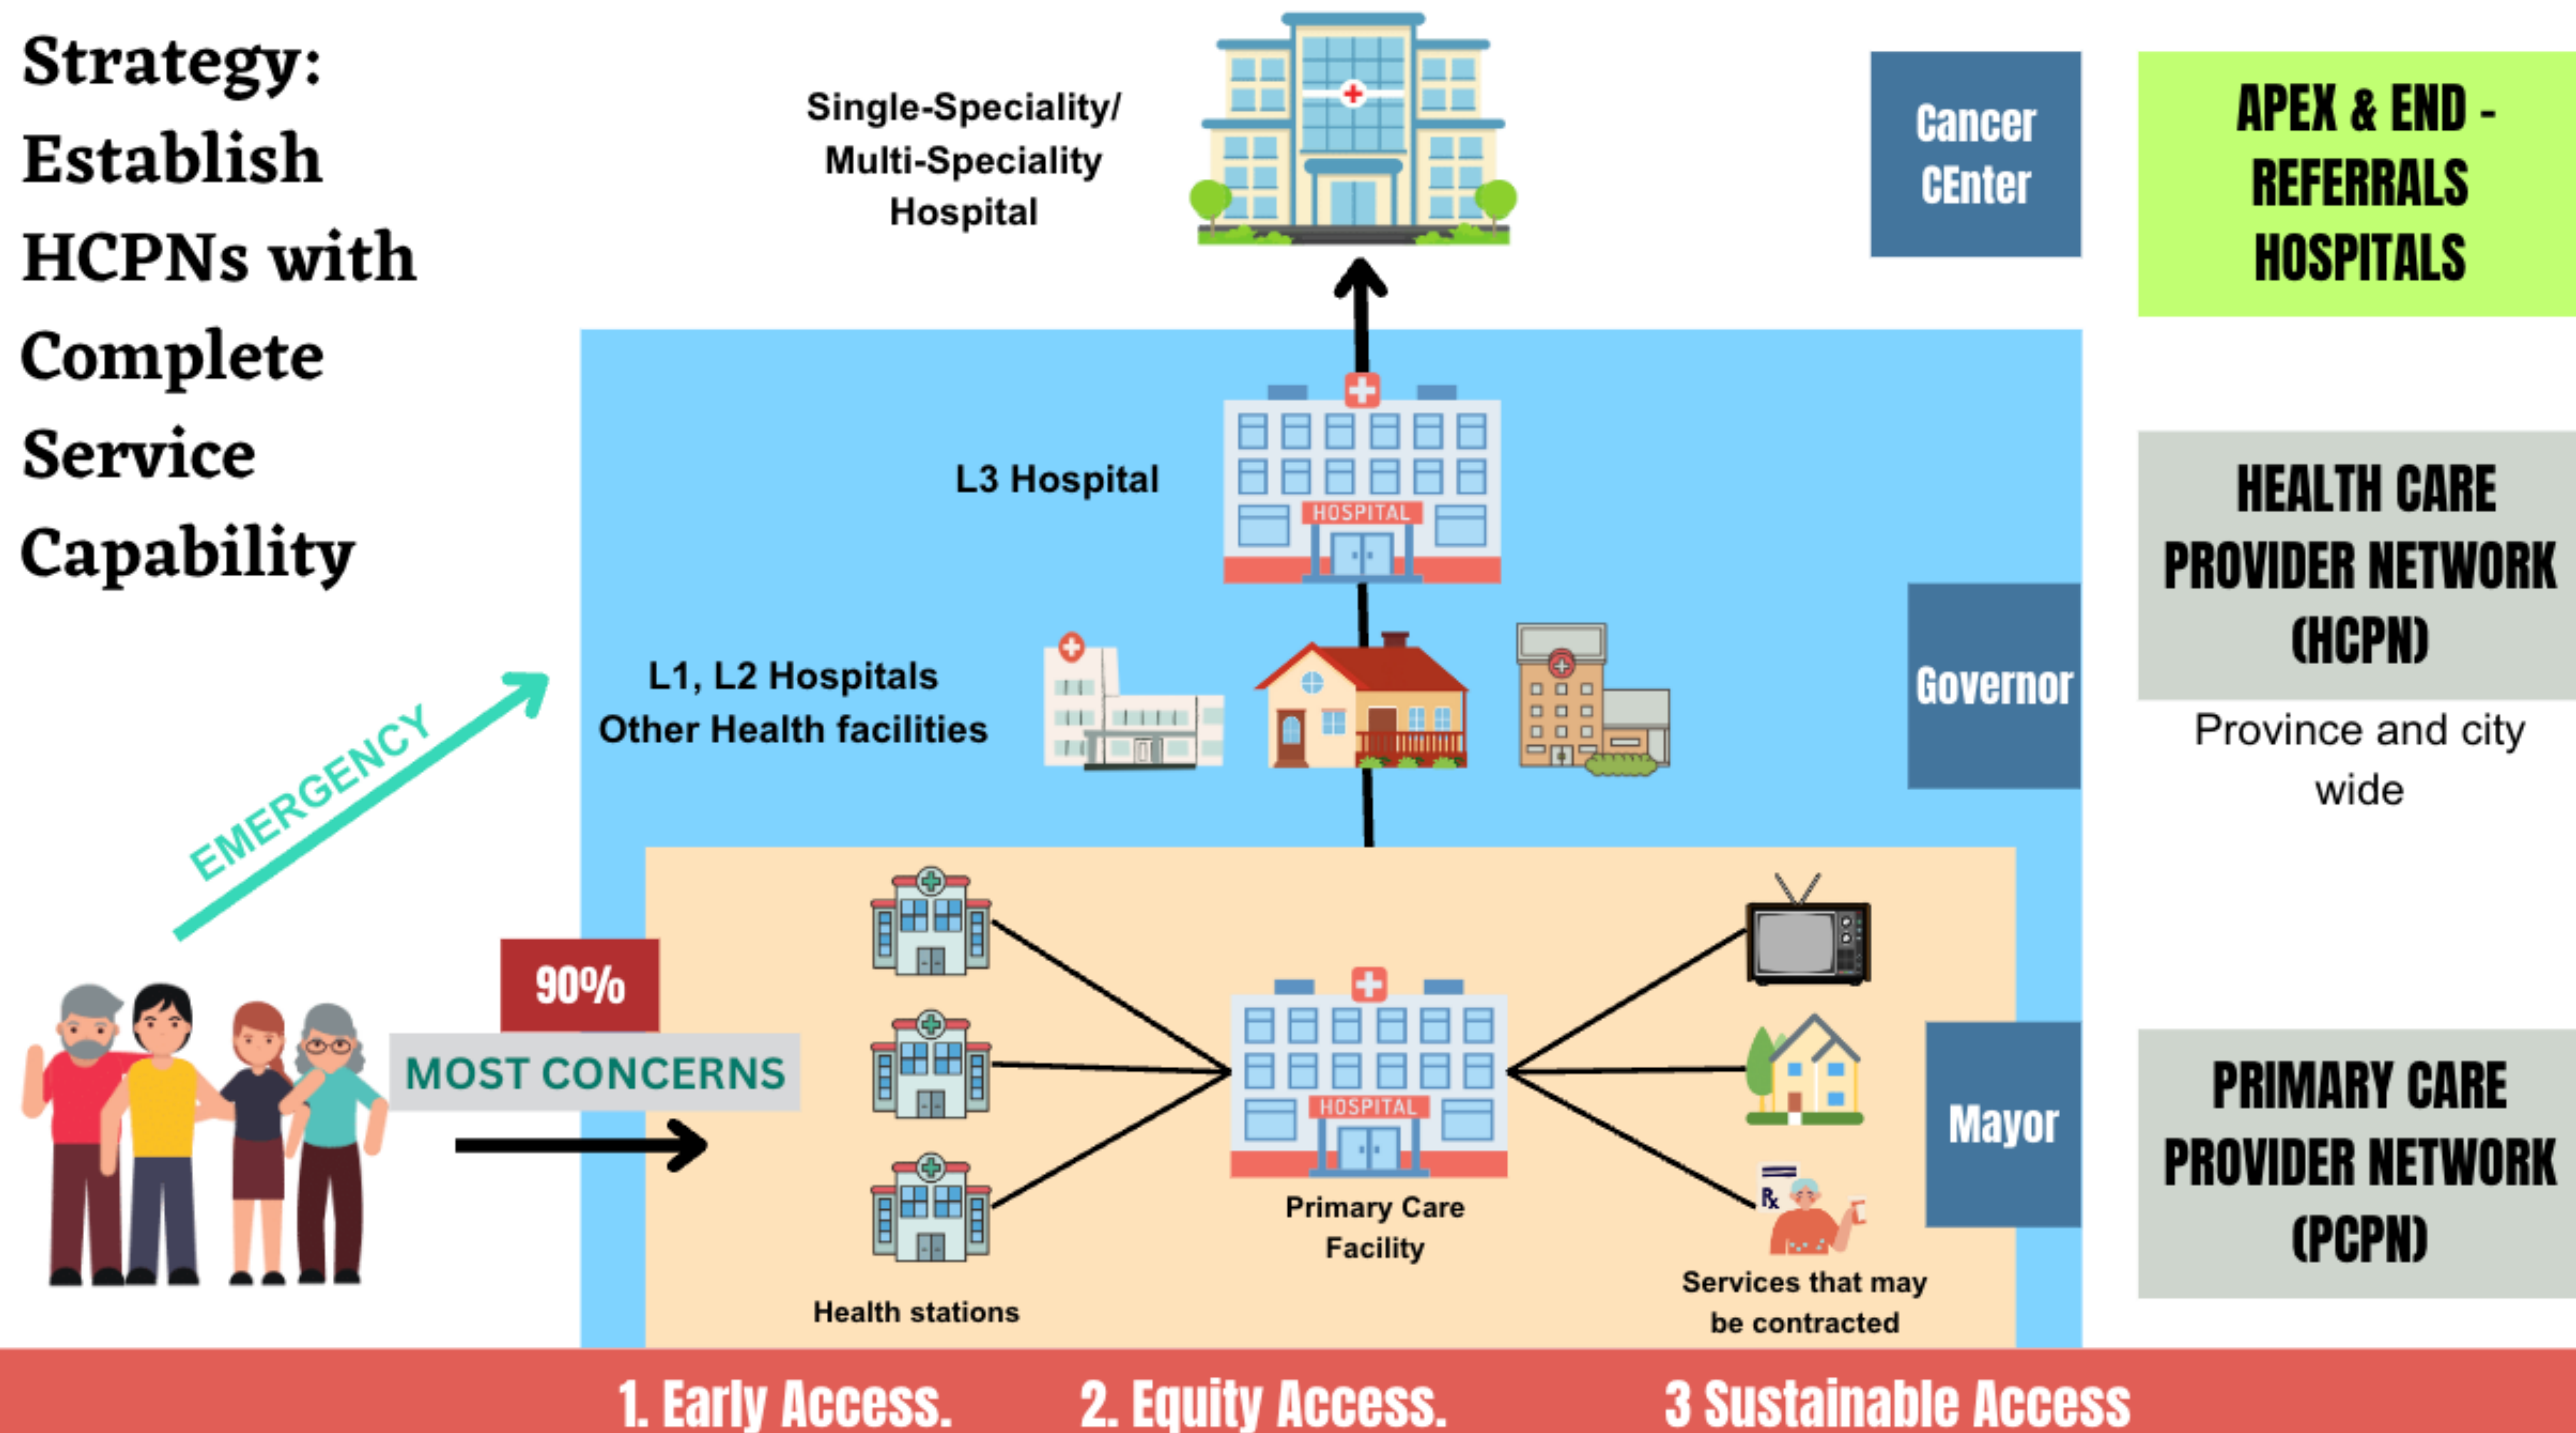 Strategy:
Establish
HCPNs with
Complete
Service
Capability
Single-Speciality/
Multi-Speciality
Hospital
Cancer
CEnter
APEX & END -
REFERRALS
HOSPITALS
L3 Hospital
HOSPITAL
HEALTH CARE
PROVIDER NETWORK
(HCPN)
Province and city
wide
L1, L2 Hospitals
Other Health facilities
Governor
EMERGENCY
90%
MOST CONCERNS
HOSPITAL
Primary Care
Facility
Health stations
Rx
Services that may
be contracted
Mayor
PRIMARY CARE
PROVIDER NETWORK
(PCPN)
1. Early Access.
2. Equity Access.
3 Sustainable Access